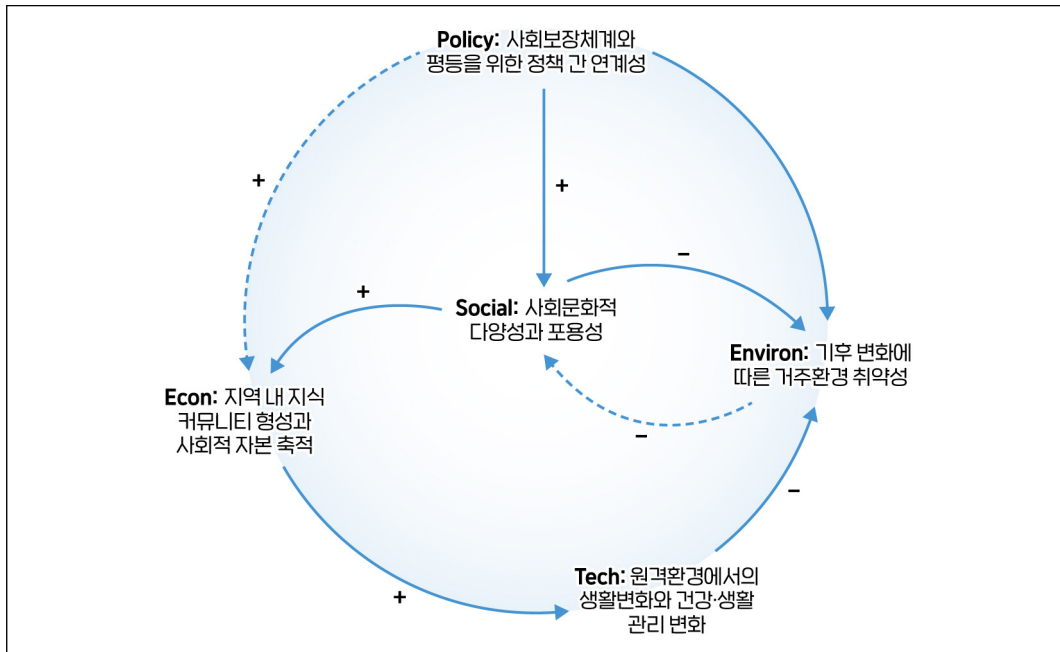 Policy: 사회보장체계와
평등을 위한 정책 간 연계성
+
+
−
+
Social: 사회문화적
다양성과 포용성
Environ: 기후 변화에
따른 거주환경 취약성
Econ: 지역 내 지식
커뮤니티 형성과
사회적 자본 축적
−
−
+
Tech: 원격환경에서의
생활변화와 건강·생활
관리 변화